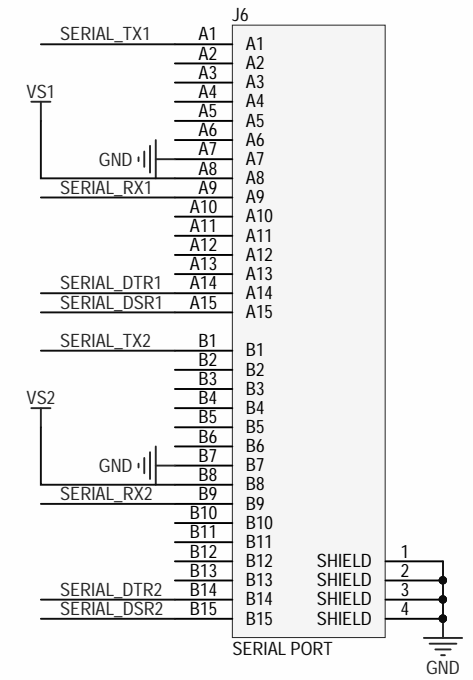 J6
SERIAL_TX1 A1 A1
A2 A2
A3 A3
VS1 A4 A4
A5 A5
A6 A6
GND A7 A7
A8 A8
SERIAL_RX1 A9 A9
A10 A10
A11 A11
A12 A12
A13 A13
SERIAL_DTR1 A14 A14
SERIAL_DSR1 A15 A15
SERIAL_TX2 B1 B1
B2 B2
B3 B3
VS2 B4 B4
B5 B5
B6 B6
GND B7 B7
B8 B8
SERIAL_RX2 B9 B9
B10 B10
B11 B11
B12 B12 SHIELD 1
B13 B13 SHIELD 2
SERIAL_DTR2 B14 B14 SHIELD 3
SERIAL_DSR2 B15 B15 SHIELD 4
SERIAL PORT
GND